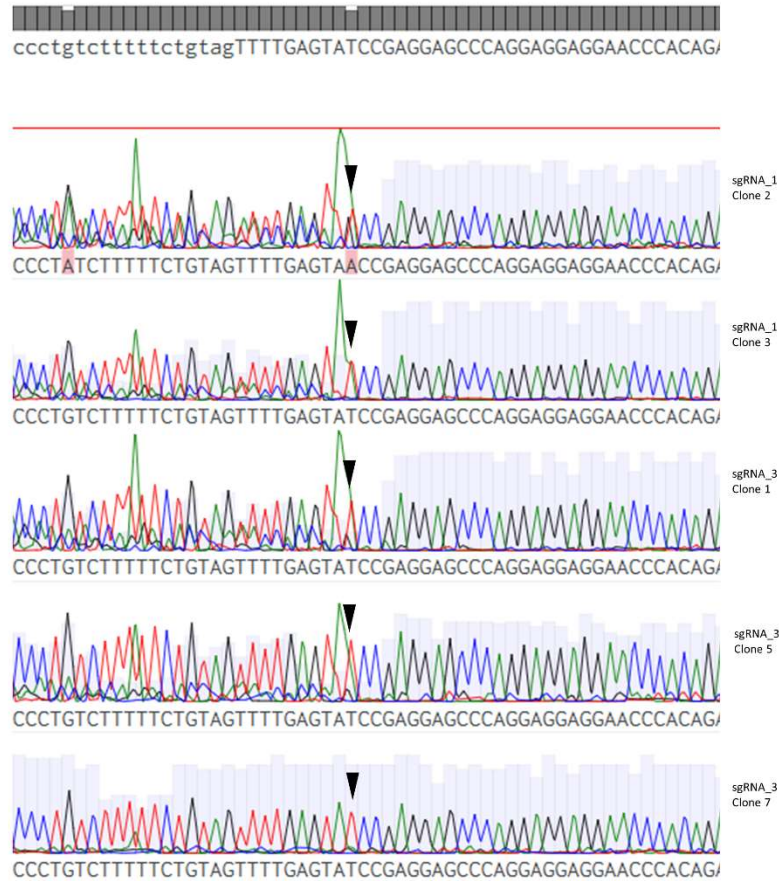 ccctgtctttttctgtagTTTTGAGTATCCGAGGAGCCCAGGAGGAGGAACCCACAGA
sgRNA_1
Clone 2
CCCTATCTTTTTCTGTAGTTTTGAGTAACCGAGGAGCCCAGGAGGAGGAACCCACAGA
sgRNA_1
Clone 3
CCCTGTCTTTTTCTGTAGTTTTGAGTATCCGAGGAGCCCAGGAGGAGGAACCCACAGA
sgRNA_3
Clone 1
CCCTGTCTTTTTCTGTAGTTTTGAGTATCCGAGGAGCCCAGGAGGAGGAACCCACAGA
sgRNA_3
Clone 5
CCCTGTCTTTTTCTGTAGTTTTGAGTATCCGAGGAGCCCAGGAGGAGGAACCCACAGA
sgRNA_3
Clone 7
CCCTGTCTTTTTCTGTAGTTTTGAGTATCCGAGGAGCCCAGGAGGAGGAACCCACAGA